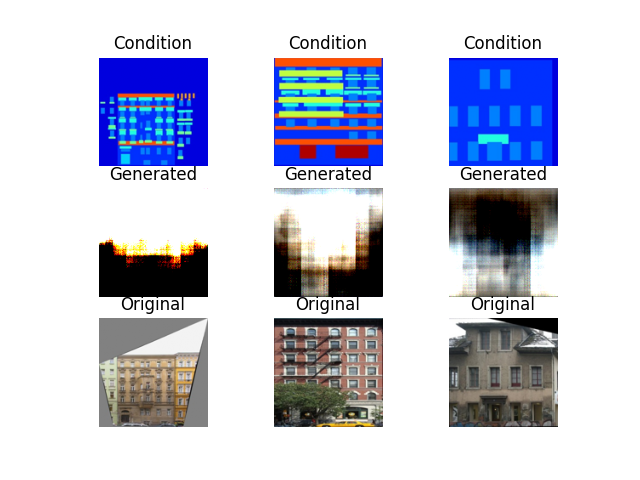 Condition Condition Condition
Generated Generated Generated
Original Original Original